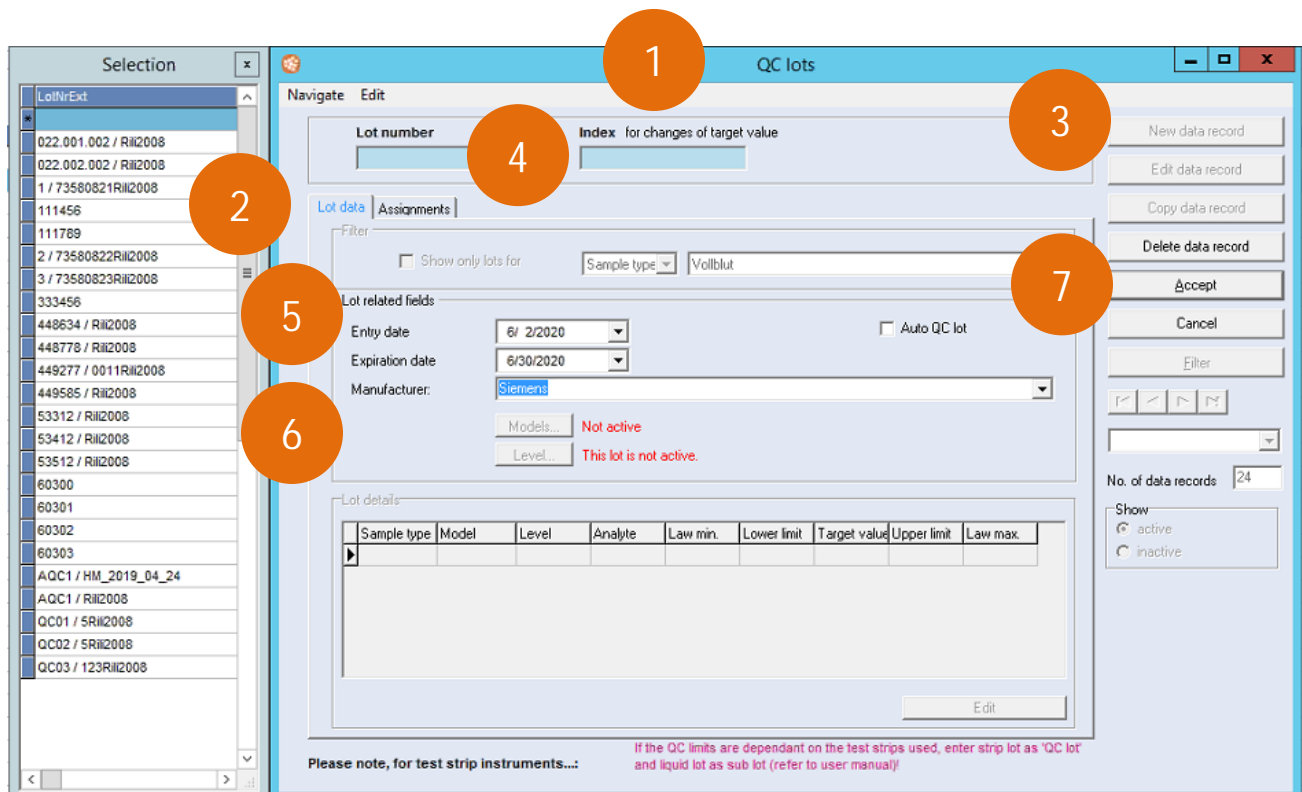 Selection
x
LotNrExt
*
022.001.002 / Rili2008
022.002.002 / Rili2008
1 / 73580821Rili2008
111456
111789
2 / 73580822Rili2008
3 / 73580823Rili2008
333456
448634 / Rili2008
448778 / Rili2008
449277 / 0011Rili2008
449585 / Rili2008
53312 / Rili2008
53412 / Rili2008
53512 / Rili2008
60300
60301
60302
60303
AQC1 / HM_2019_04_24
AQC1 / Rili2008
QC01 / 5Rili2008
QC02 / 5Rili2008
QC03 / 123Rili2008
1
2
3
4
5
6
7
QC lots
Navigate Edit
Lot number
Index for changes of target value
Lot data Assignments
Filter
Show only lots for Sample type Vollblut
Lot related fields
Entry date 6/ 2/2020 Auto QC lot
Expiration date 6/30/2020
Manufacturer: Siemens
Models... Not active
Level... This lot is not active.
Lot details
Sample type Model Level Analyte Law min. Lower limit Target value Upper limit Law max.
Edit
Please note, for test strip instruments...:
If the QC limits are dependant on the test strips used, enter strip lot as 'QC lot'
and liquid lot as sub lot (refer to user manual)!
New data record
Edit data record
Copy data record
Delete data record
Accept
Cancel
Filter
No. of data records 24
Show
active
inactive